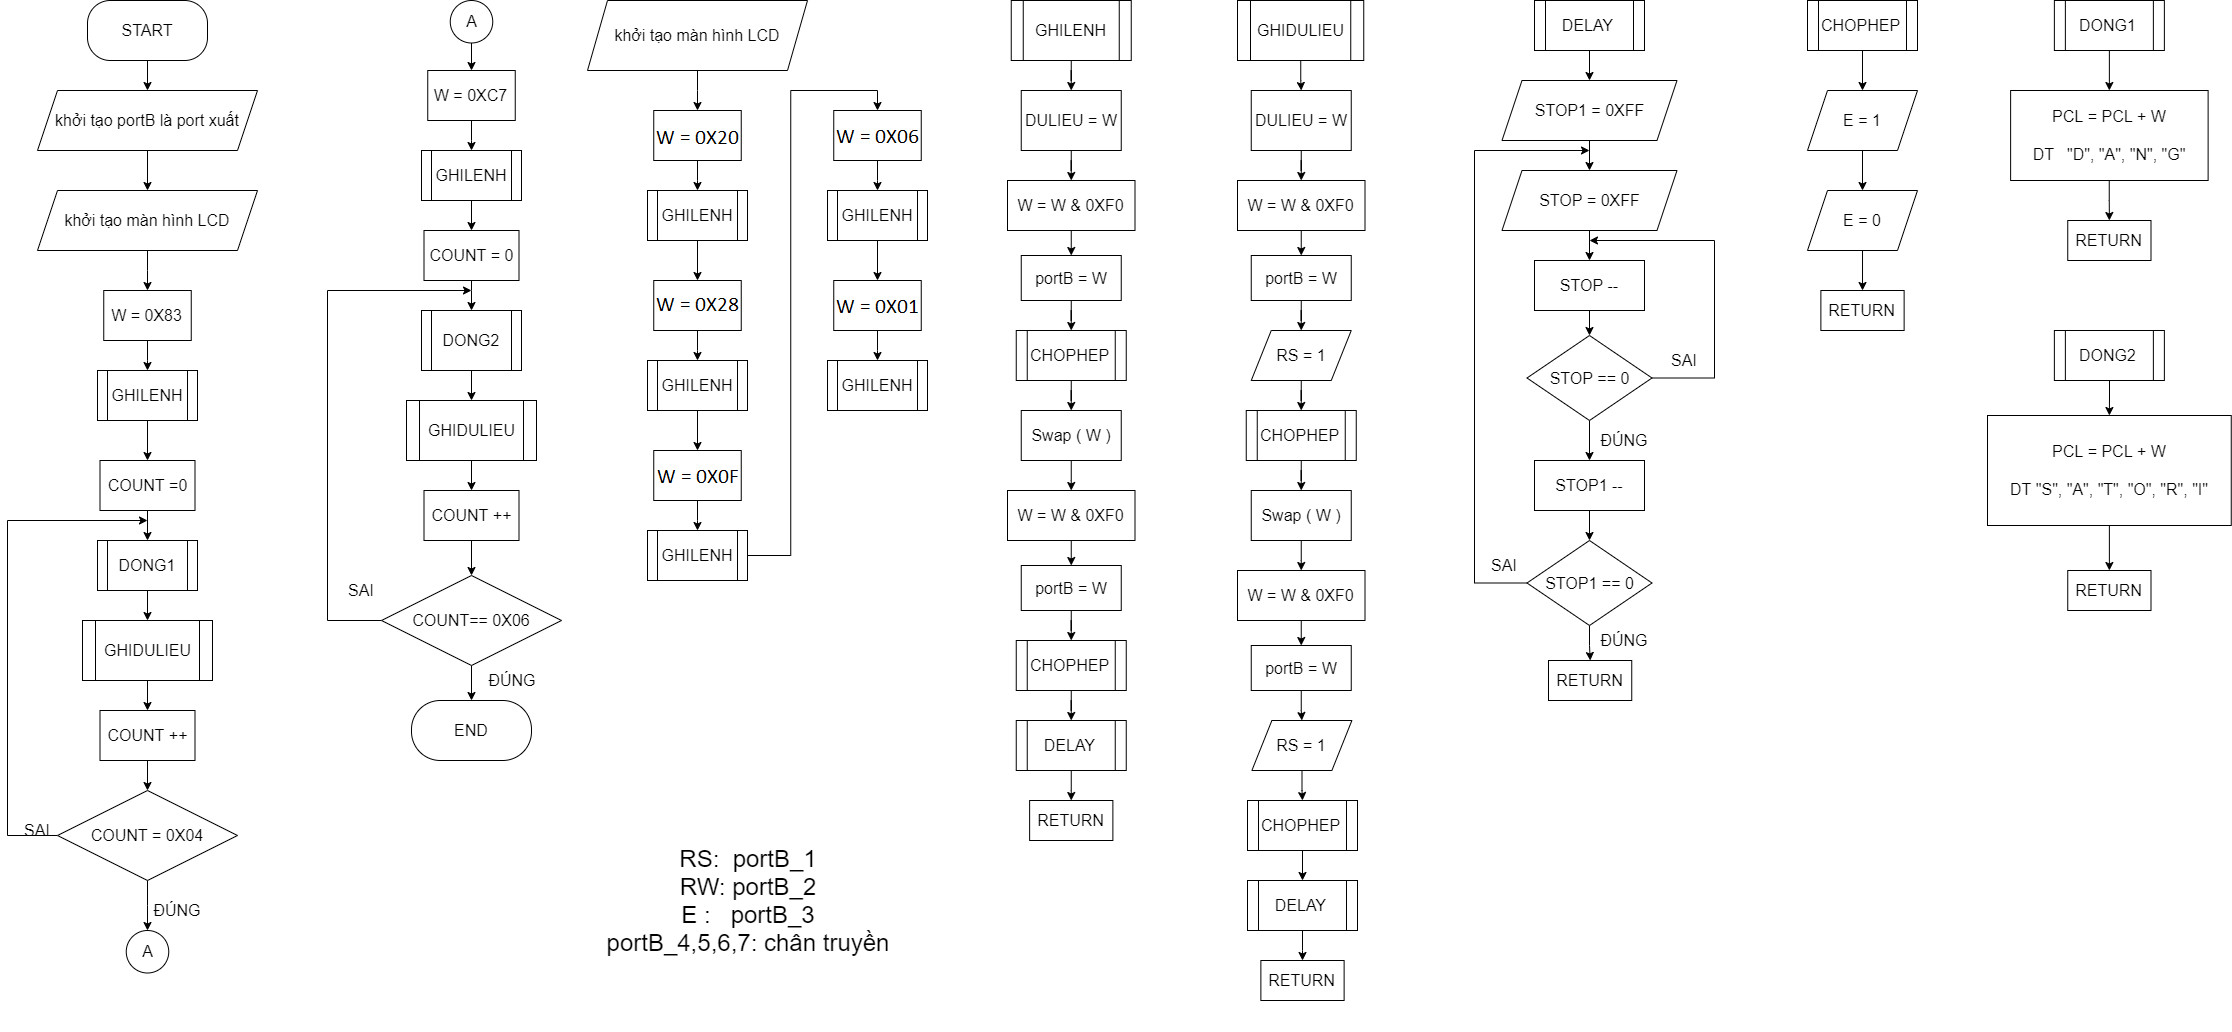 START
khởi tạo portB là port xuất
khởi tạo màn hình LCD
W = 0X83
GHILENH
COUNT =0
DONG1
GHIDULIEU
COUNT ++
COUNT = 0X04
SAI
ĐÚNG
A
A
W = 0XC7
GHILENH
COUNT = 0
DONG2
GHIDULIEU
COUNT ++
SAI
COUNT== 0X06
ĐÚNG
END
khởi tạo màn hình LCD
W = 0X20
GHILENH
W = 0X28
GHILENH
W = 0X0F
GHILENH
W = 0X06
GHILENH
W = 0X01
GHILENH
RS: portB_1
RW: portB_2
E : portB_3
portB_4,5,6,7: chân truyền
GHILENH
DULIEU = W
W = W & 0XF0
portB = W
CHOPHEP
Swap ( W )
W = W & 0XF0
portB = W
CHOPHEP
DELAY
RETURN
GHIDULIEU
DULIEU = W
W = W & 0XF0
portB = W
RS = 1
CHOPHEP
Swap ( W )
W = W & 0XF0
portB = W
RS = 1
CHOPHEP
DELAY
RETURN
DELAY
STOP1 = 0XFF
STOP = 0XFF
STOP --
STOP == 0
SAI
ĐÚNG
STOP1 --
SAI
STOP1 == 0
ĐÚNG
RETURN
CHOPHEP
E = 1
E = 0
RETURN
DONG1
PCL = PCL + W
DT "D", "A", "N", "G"
RETURN
DONG2
PCL = PCL + W
DT "S", "A", "T", "O", "R", "I"
RETURN